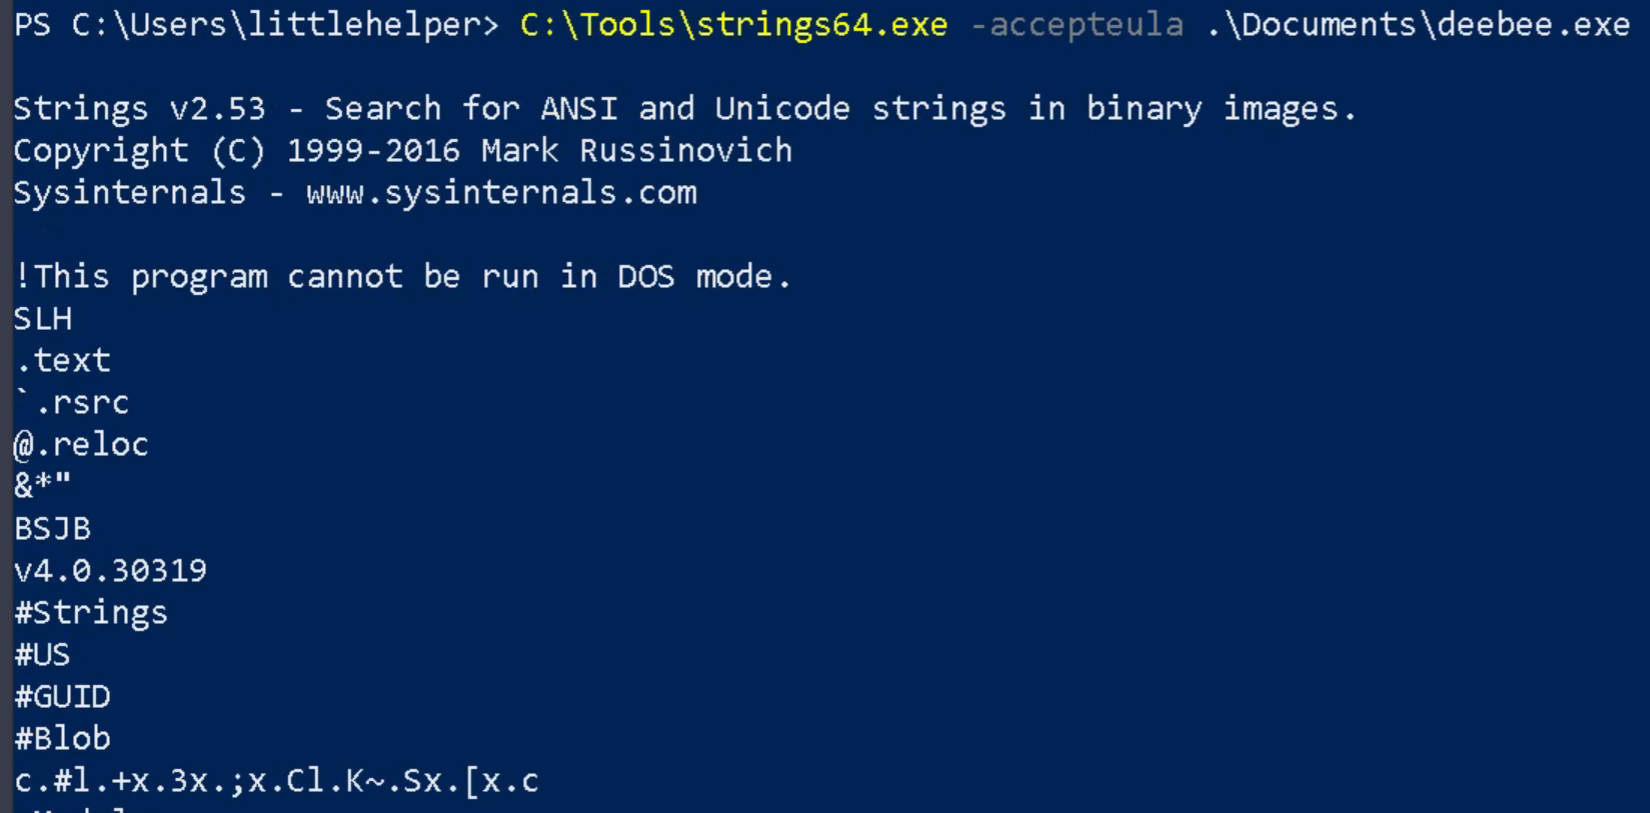 PS C:\Users\littlehelper> C:\Tools\strings64.exe -accepteula .\Documents\deebee.exe
Strings v2.53 - Search for ANSI and Unicode strings in binary images.
Copyright (C) 1999-2016 Mark Russinovich
Sysinternals - www.sysinternals.com
!This program cannot be run in DOS mode.
SLH
.text
`.rsrc
@.reloc
&*"
BSJB
v4.0.30319
#Strings
#US
#GUID
#Blob
c.#l.+x.3x.;x.Cl.K~.Sx.[x.c